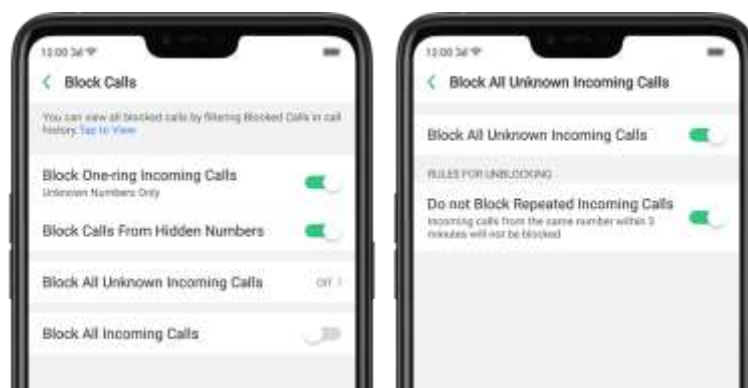 12:00
Block Calls
You can view all blocked calls by filtering Blocked Calls in call
history. Tap to View
Block One-ring Incoming Calls
Unknown Numbers Only
Block Calls From Hidden Numbers
Block All Unknown Incoming Calls
Off
Block All Incoming Calls
12:00
Block All Unknown Incoming Calls
Block All Unknown Incoming Calls
RULES FOR UNBLOCKING
Do not Block Repeated Incoming Calls
Incoming calls from the same number within 3
minutes will not be blocked